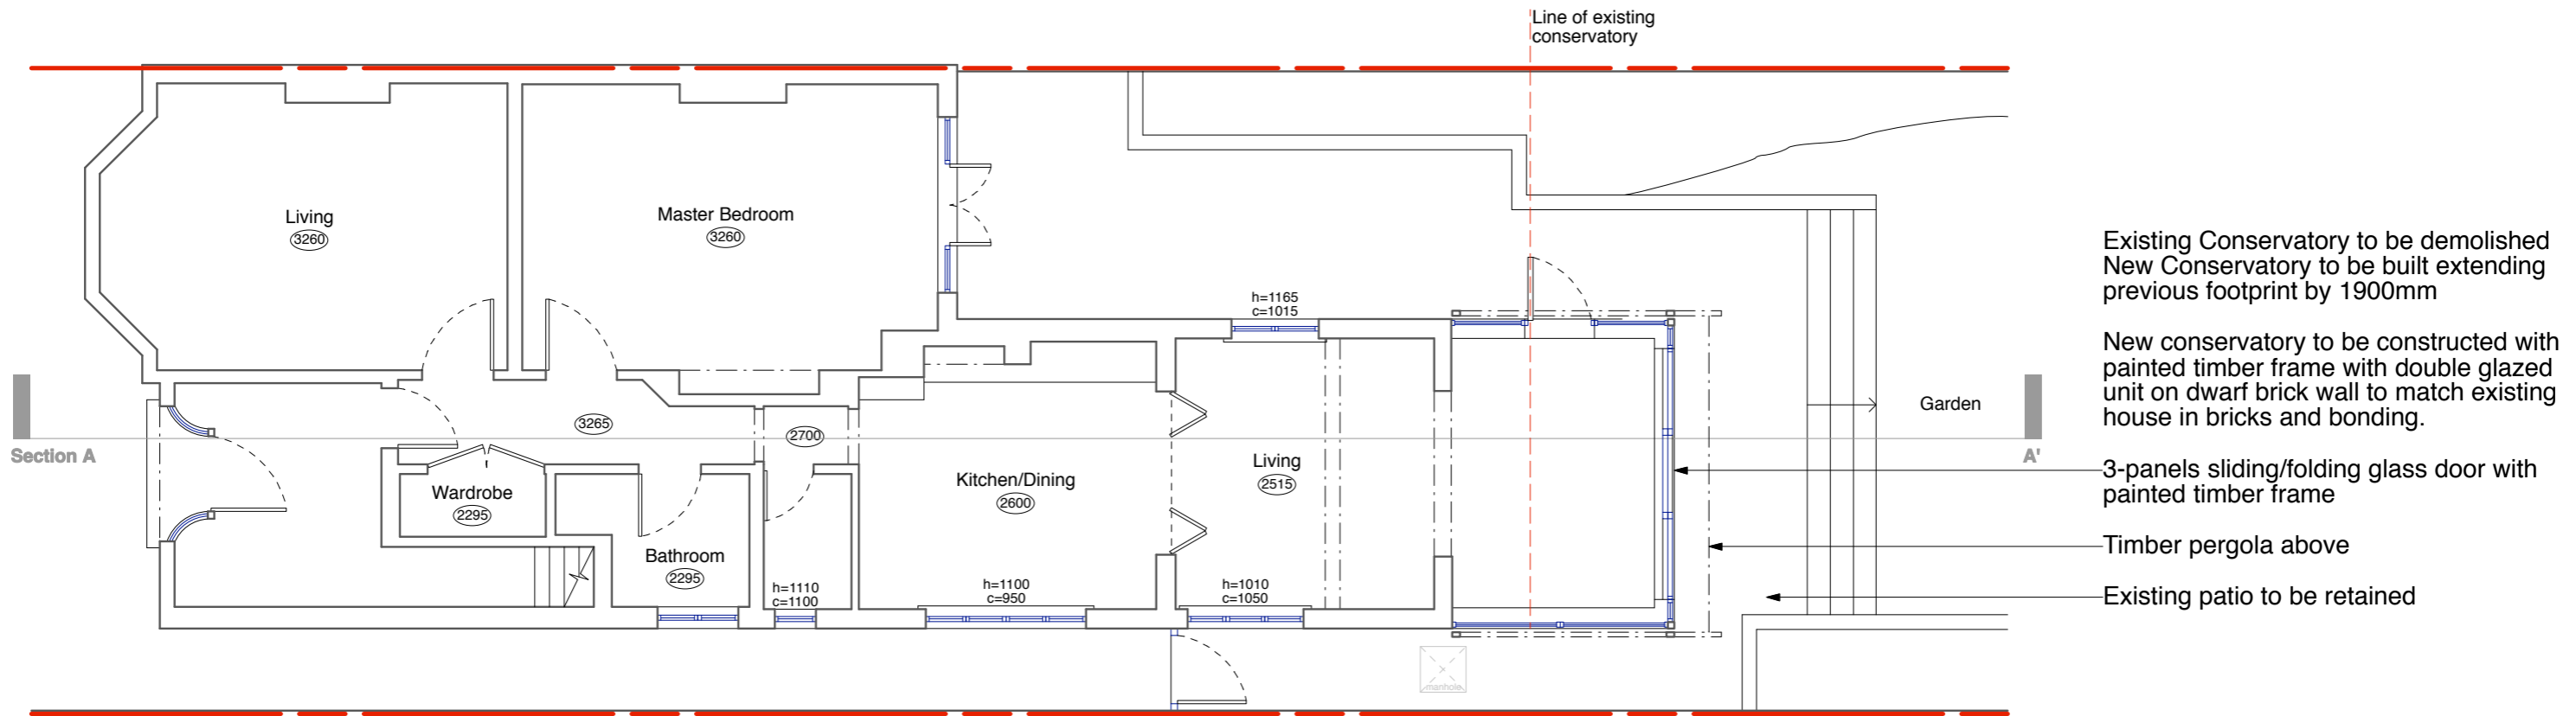 Line of existing
conservatory
Living
3260
Master Bedroom
3260
h=1165
c=1015
Existing Conservatory to be demolished
New Conservatory to be built extending
previous footprint by 1900mm
New conservatory to be constructed with
painted timber frame with double glazed
unit on dwarf brick wall to match existing
house in bricks and bonding.
Garden
3265
2700
Section A
A'
Wardrobe
2295
Kitchen/Dining
2600
Living
2515
3-panels sliding/folding glass door with
painted timber frame
Bathroom
2295
h=1110
c=1100
h=1100
c=950
h=1010
c=1050
Timber pergola above
Existing patio to be retained
manhole